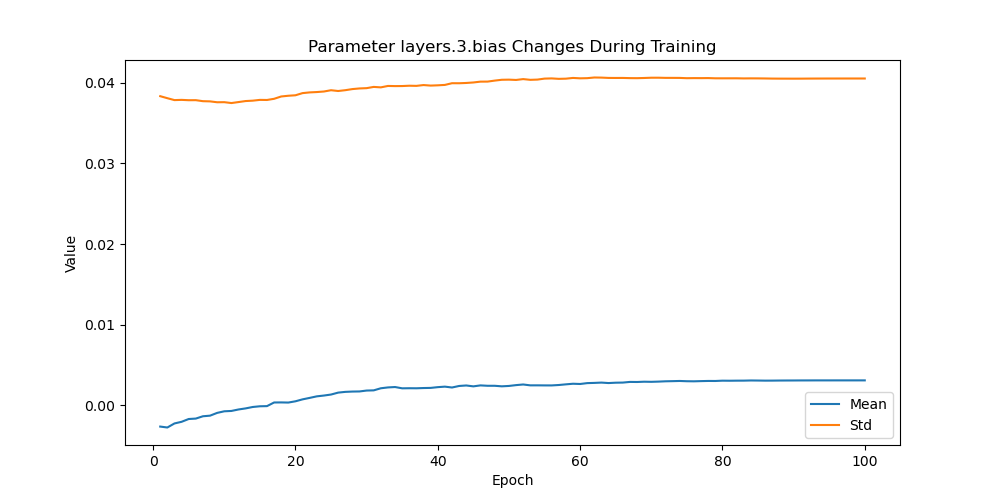 Parameter layers.3.bias Changes During Training
Value
0.04
0.03
0.02
0.01
0.00
0
20
40
60
80
100
Epoch
Mean
Std